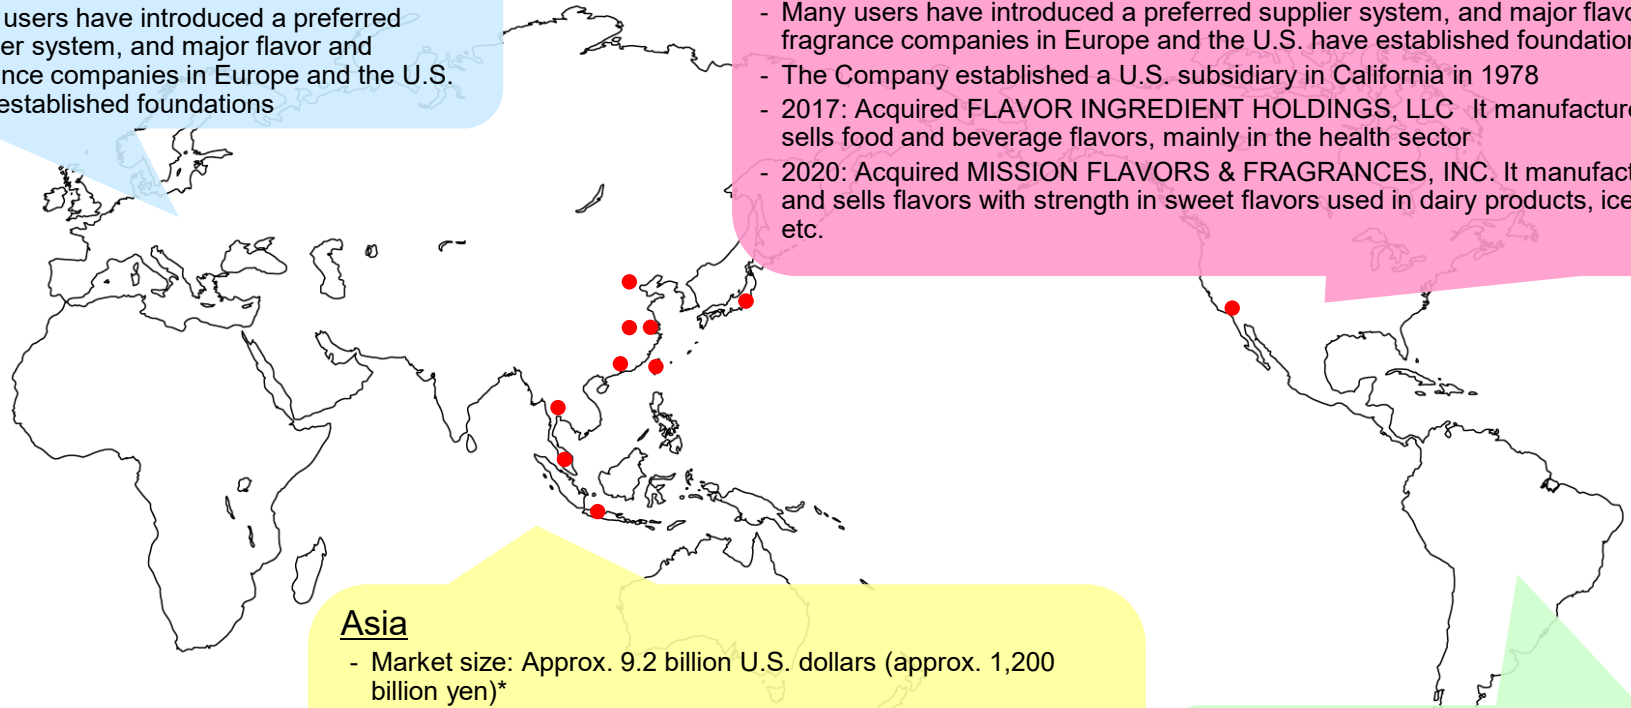 users have introduced a preferred
er system, and major flavor and
nce companies in Europe and the U.S.
established foundations
- Many users have introduced a preferred supplier system, and major flavo
fragrance companies in Europe and the U.S. have established foundation
- The Company established a U.S. subsidiary in California in 1978
- 2017: Acquired FLAVOR INGREDIENT HOLDINGS, LLC It manufacture
sells food and beverage flavors, mainly in the health sector
- 2020: Acquired MISSION FLAVORS & FRAGRANCES, INC. It manufact
and sells flavors with strength in sweet flavors used in dairy products, ice
etc.
Asia
- Market size: Approx. 9.2 billion U.S. dollars (approx. 1,200
billion yen)*